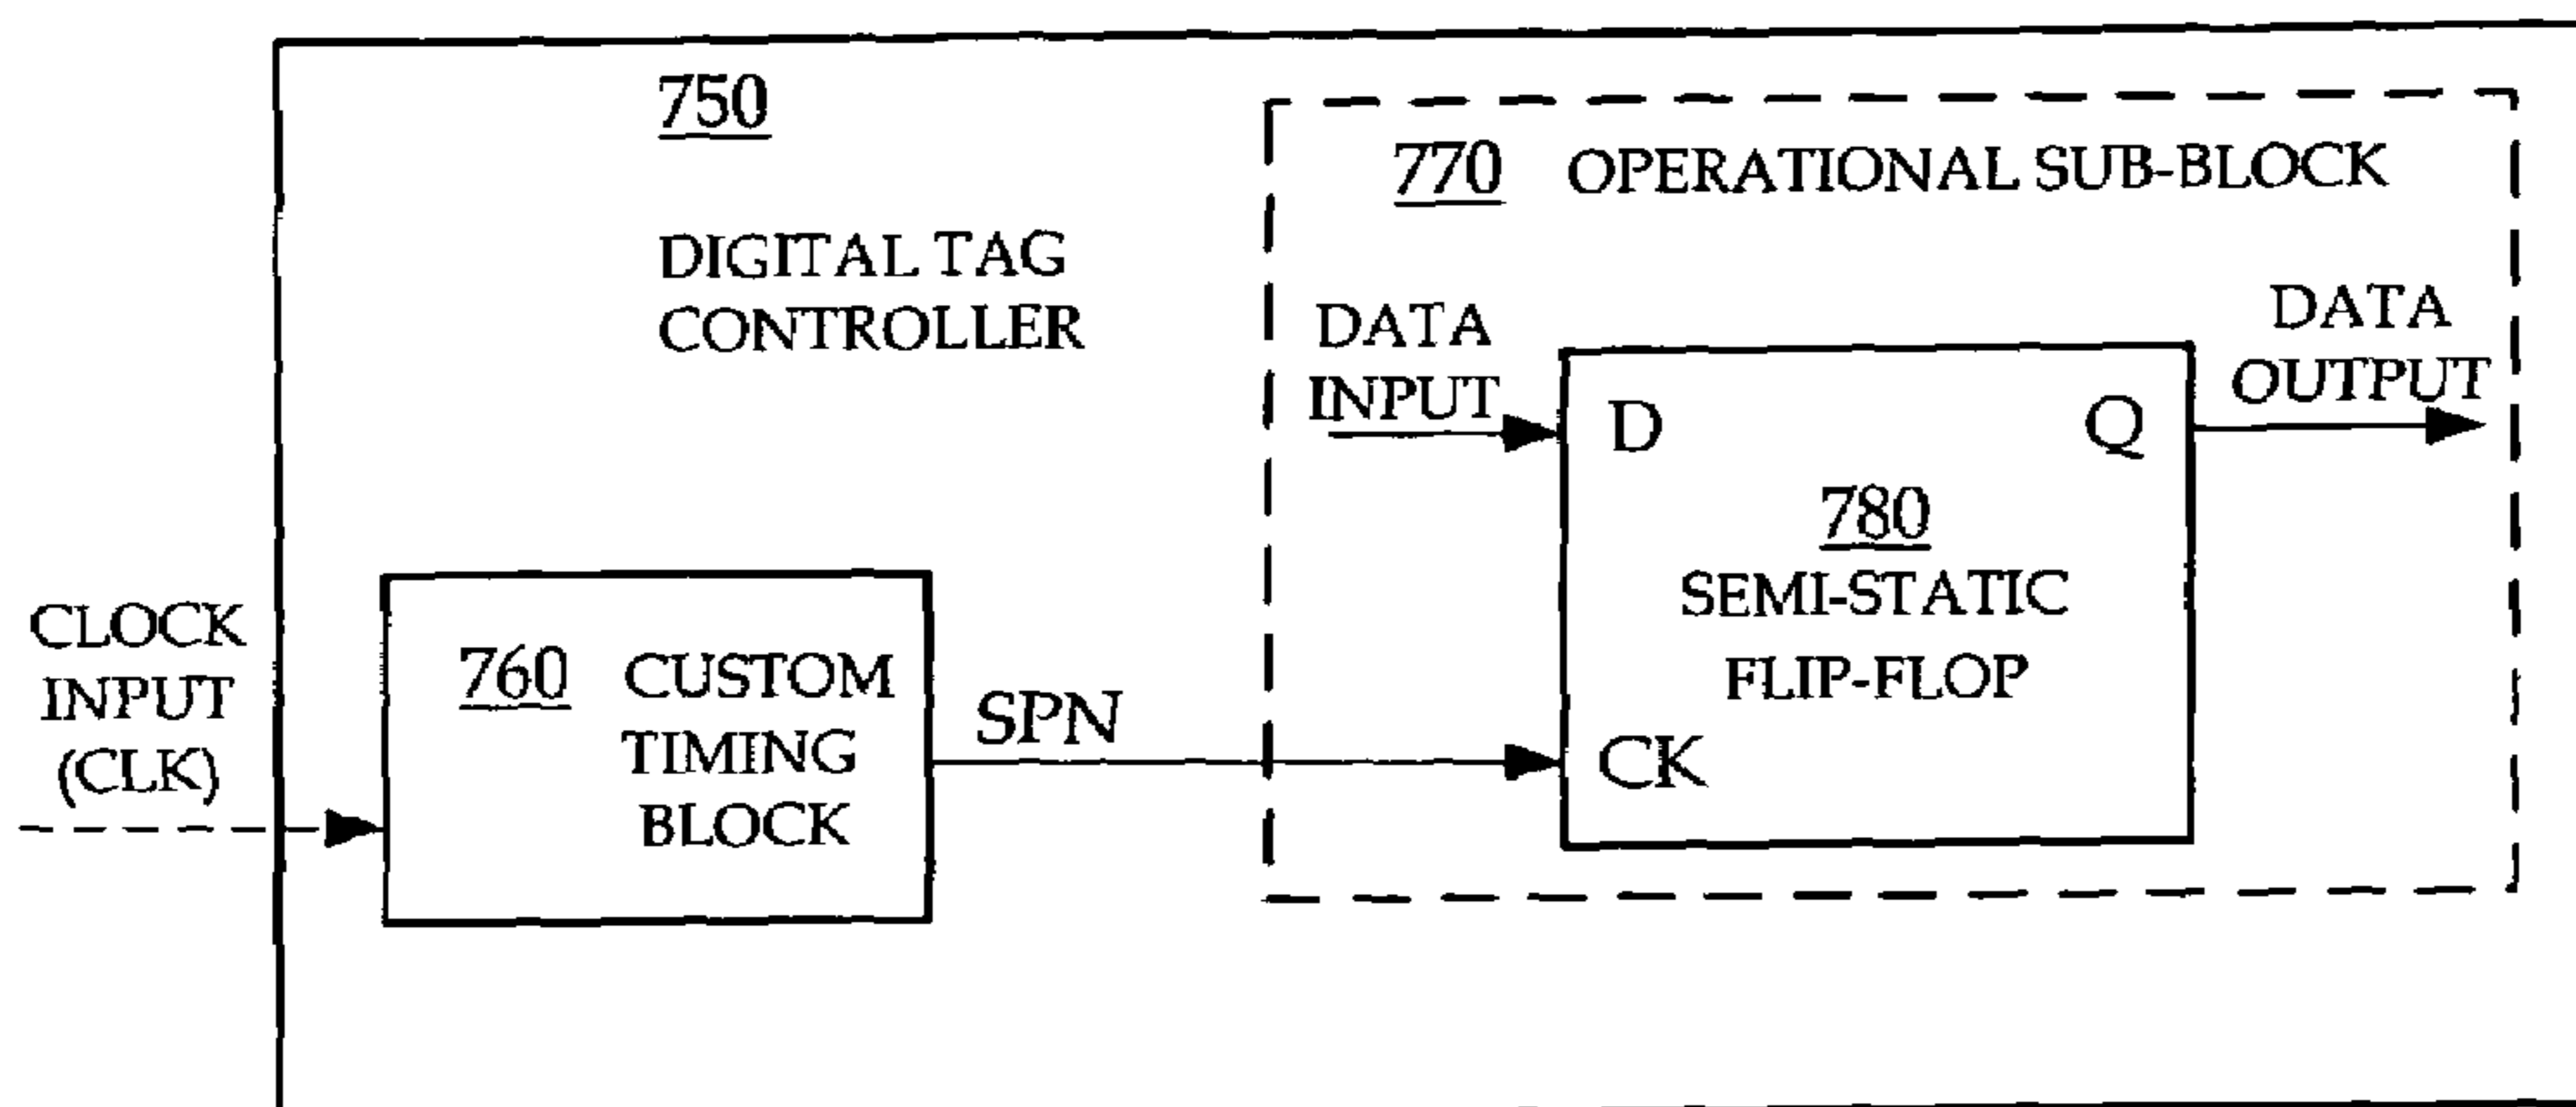 750
DIGITAL TAG
CONTROLLER
770 OPERATIONAL SUB-BLOCK
DATA
INPUT
DATA
OUTPUT
D
Q
780
SEMI-STATIC
FLIP-FLOP
CK
CLOCK
INPUT
(CLK)
760 CUSTOM
TIMING
BLOCK
SPN